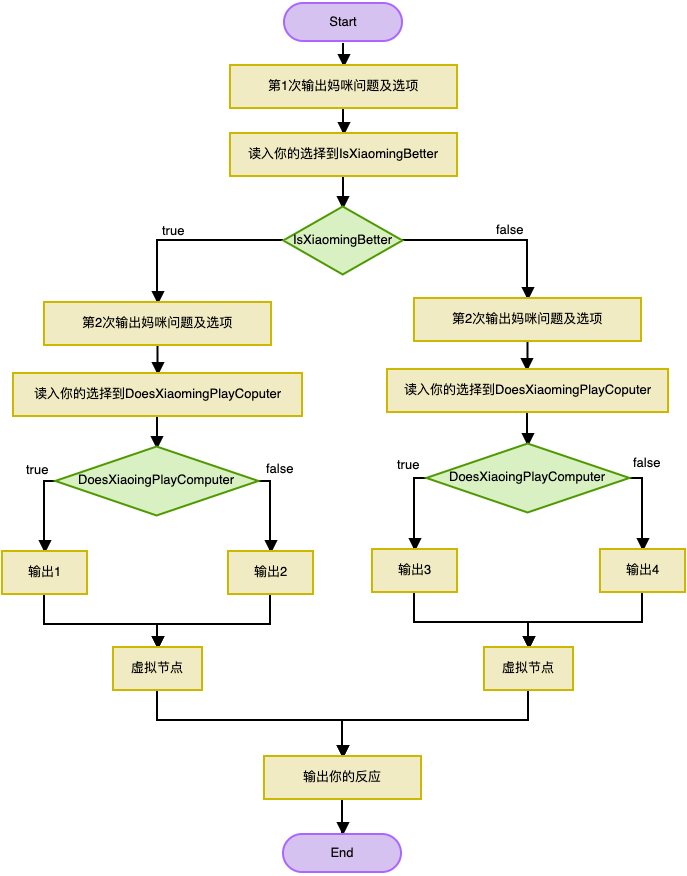 Start
第1次输出妈咪问题及选项
读入你的选择到IsXiaomingBetter
IsXiaomingBetter
true
false
第2次输出妈咪问题及选项
第2次输出妈咪问题及选项
读入你的选择到DoesXiaomingPlayCoputer
读入你的选择到DoesXiaomingPlayCoputer
DoesXiaoingPlayComputer
DoesXiaoingPlayComputer
true
false
true
false
输出1
输出2
输出3
输出4
虚拟节点
虚拟节点
输出你的反应
End